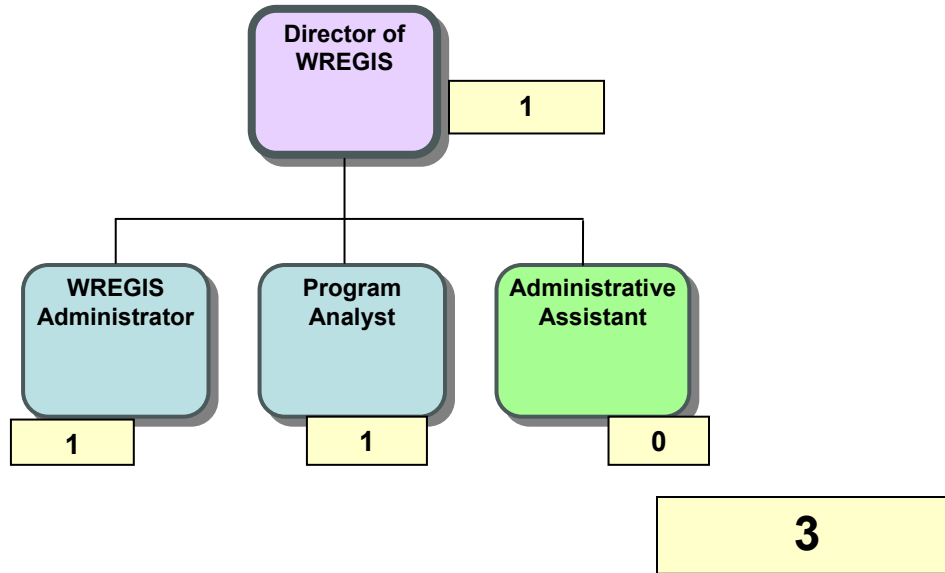 Director of
WREGIS
1
WREGIS
Administrator
Program
Analyst
Administrative
Assistant
1
1
0
3